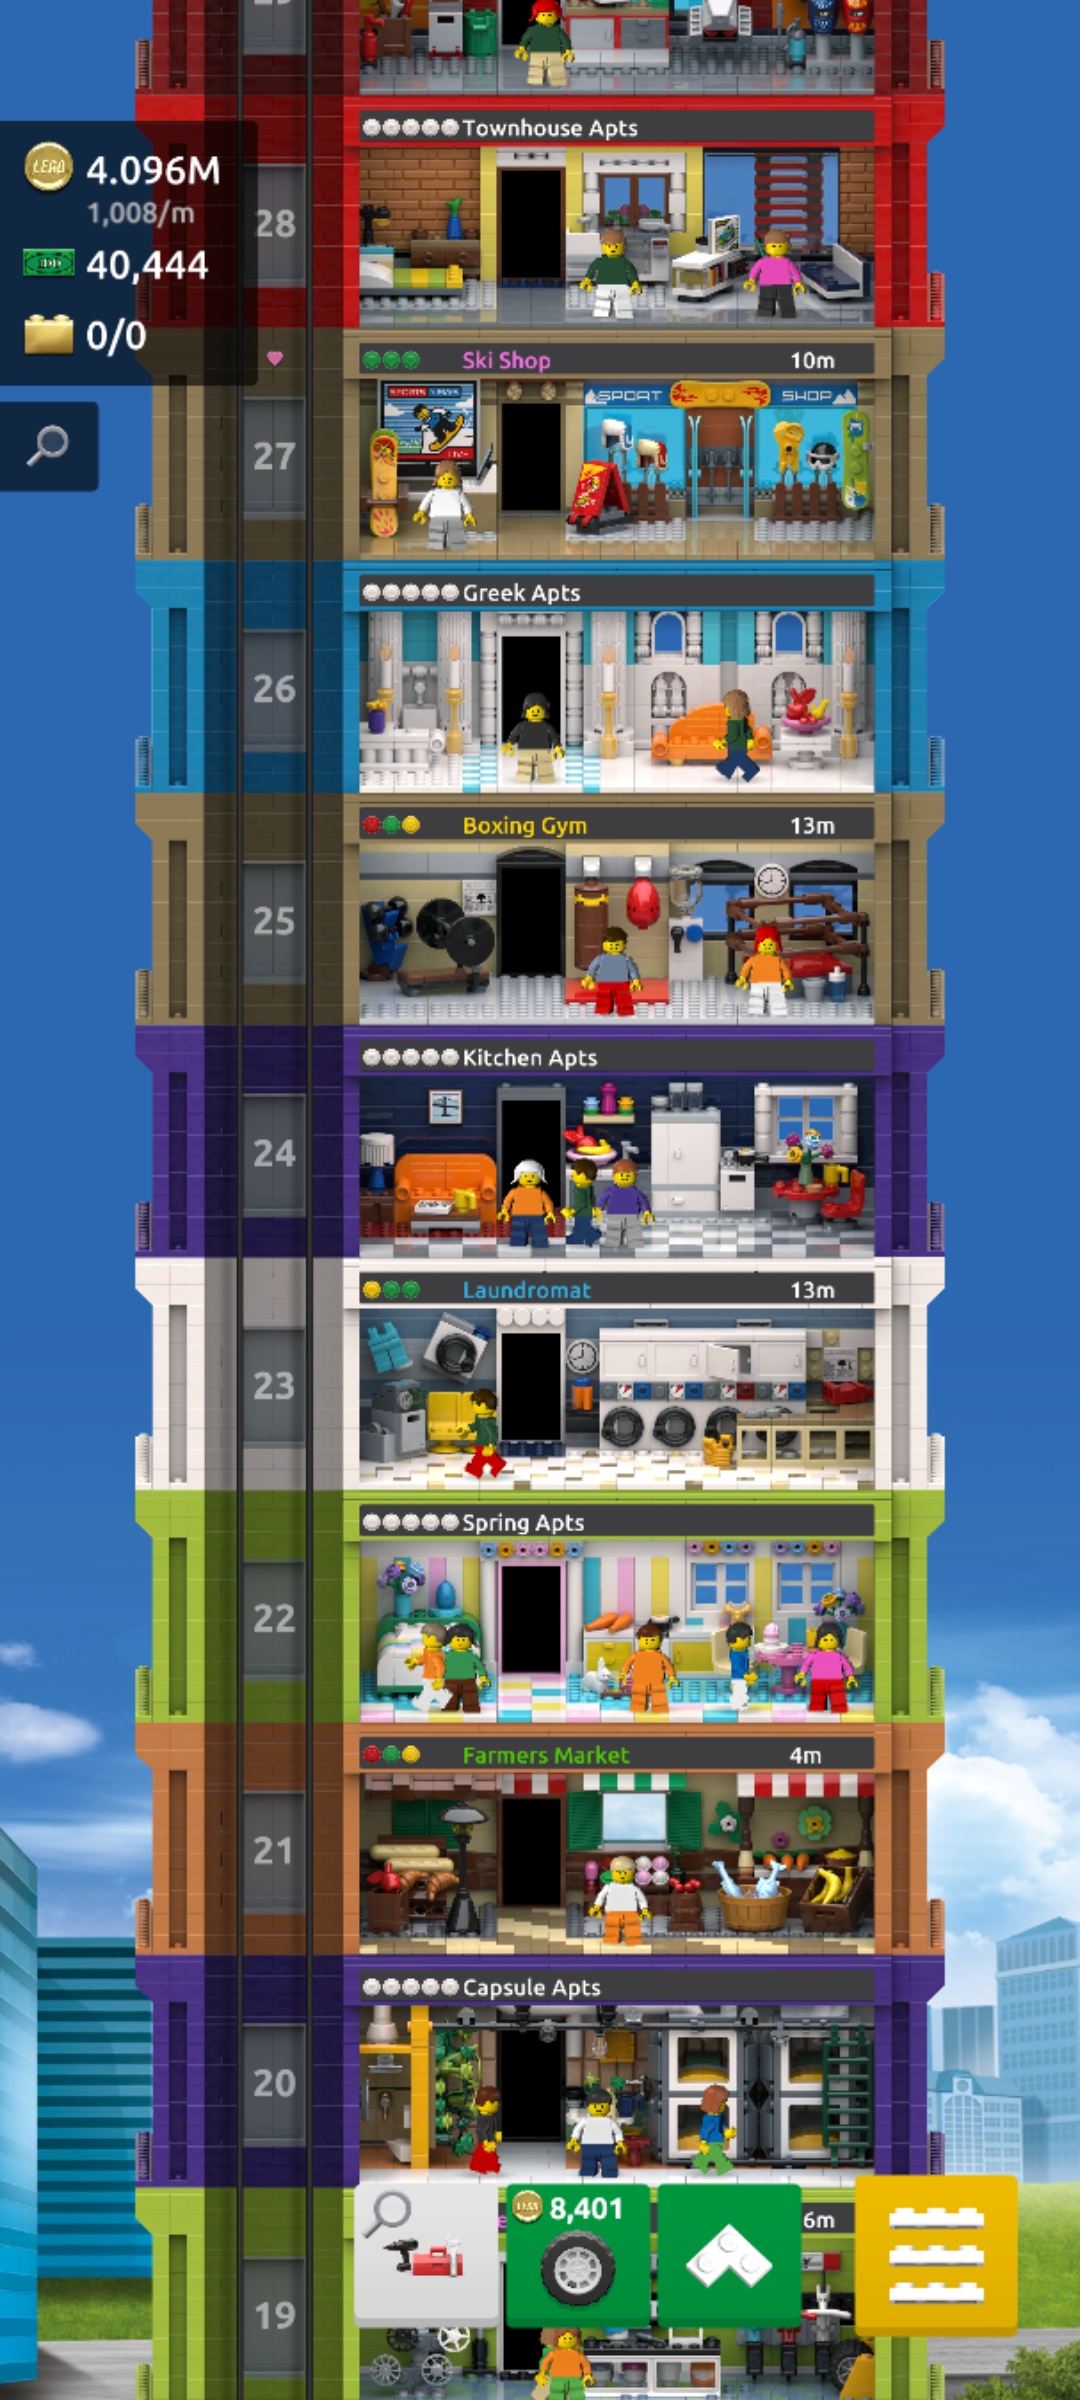 Townhouse Apts
LEGO 4.096M
1,008/m
28
40,444
0/0
Ski Shop 10m
SPORT SHOP
27
Greek Apts
26
Boxing Gym 13m
25
Kitchen Apts
24
Laundromat 13m
23
Spring Apts
22
Farmers Market 4m
21
Capsule Apts
20
8,401
6m
19